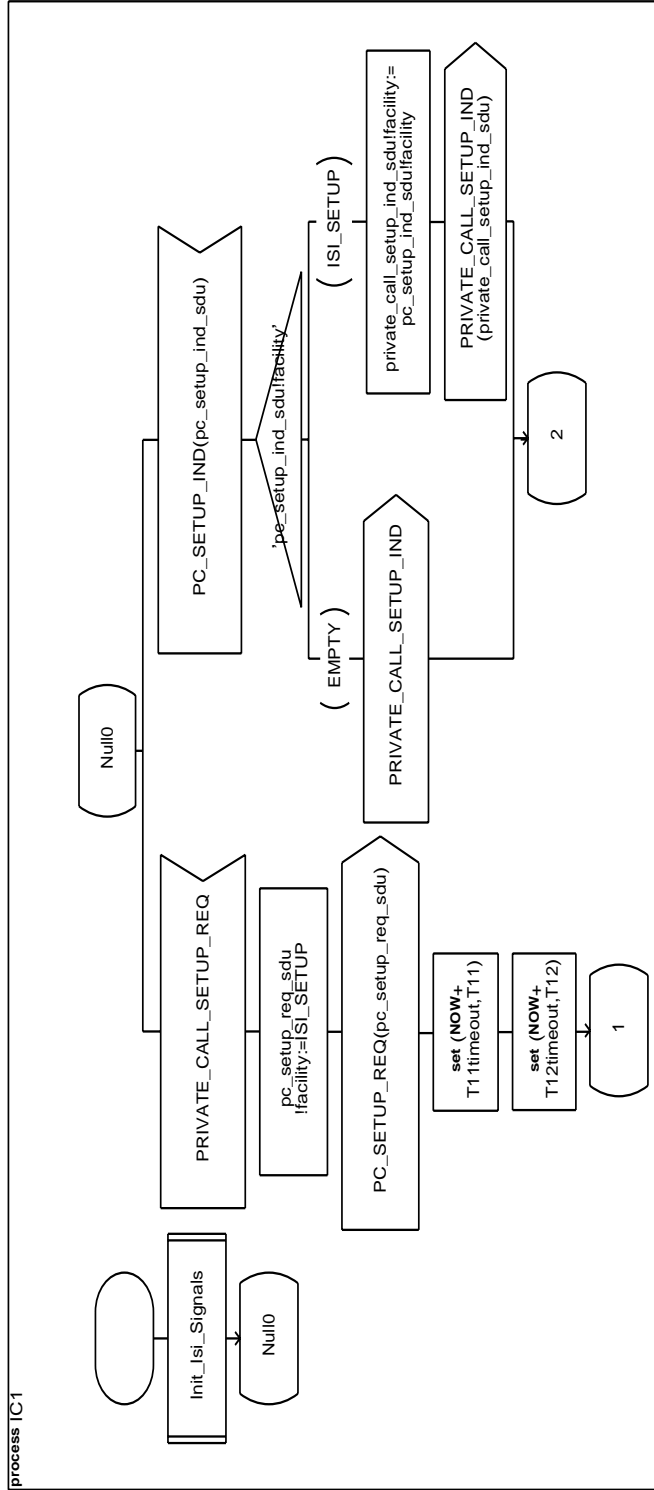 process IC1
Init_Isi_Signals
Null0
Null0
PRIVATE_CALL_SETUP_REQ
pc_setup_req_sdu
!facility:=ISI_SETUP
PC_SETUP_REQ(pc_setup_req_sdu)
set (NOW+
T11timeout,T11)
set (NOW+
T12timeout,T12)
1
PC_SETUP_IND(pc_setup_ind_sdu)
'pc_setup_ind_sdu!facility'
( EMPTY )
PRIVATE_CALL_SETUP_IND
( ISI_SETUP )
private_call_setup_ind_sdu!facility:=
pc_setup_ind_sdu!facility
PRIVATE_CALL_SETUP_IND
(private_call_setup_ind_sdu)
2